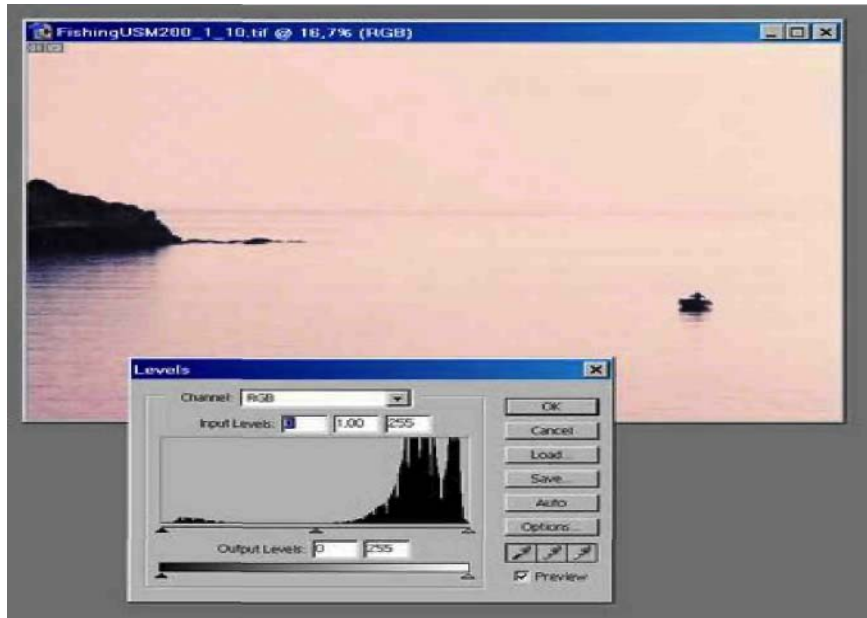 FishingUSM200_1_10.tif @ 16,7% (RGB)
Levels
Channel: RGB
Input Levels: 0 1.00 255
Output Levels: 0 255
OK
Cancel
Load...
Save...
Auto
Options...
Preview